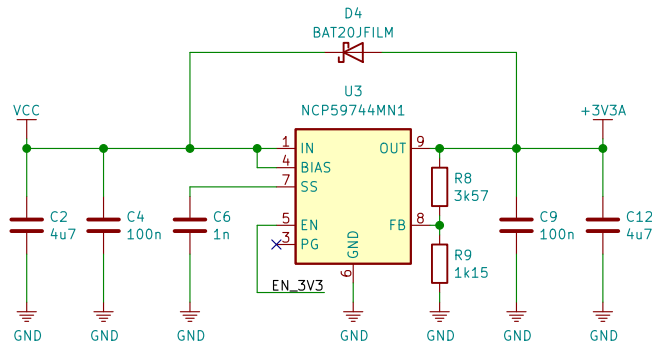 D4
BAT20JFILM
U3
NCP59744MN1
VCC
+3V3A
1 IN OUT 9
4 BIAS
7 SS
R8
3k57
5 EN FB 8
3 PG
GND
6
C2
4u7
C4
100n
C6
1n
R9
1k15
C9
100n
C12
4u7
EN_3V3
GND GND GND GND GND GND GND